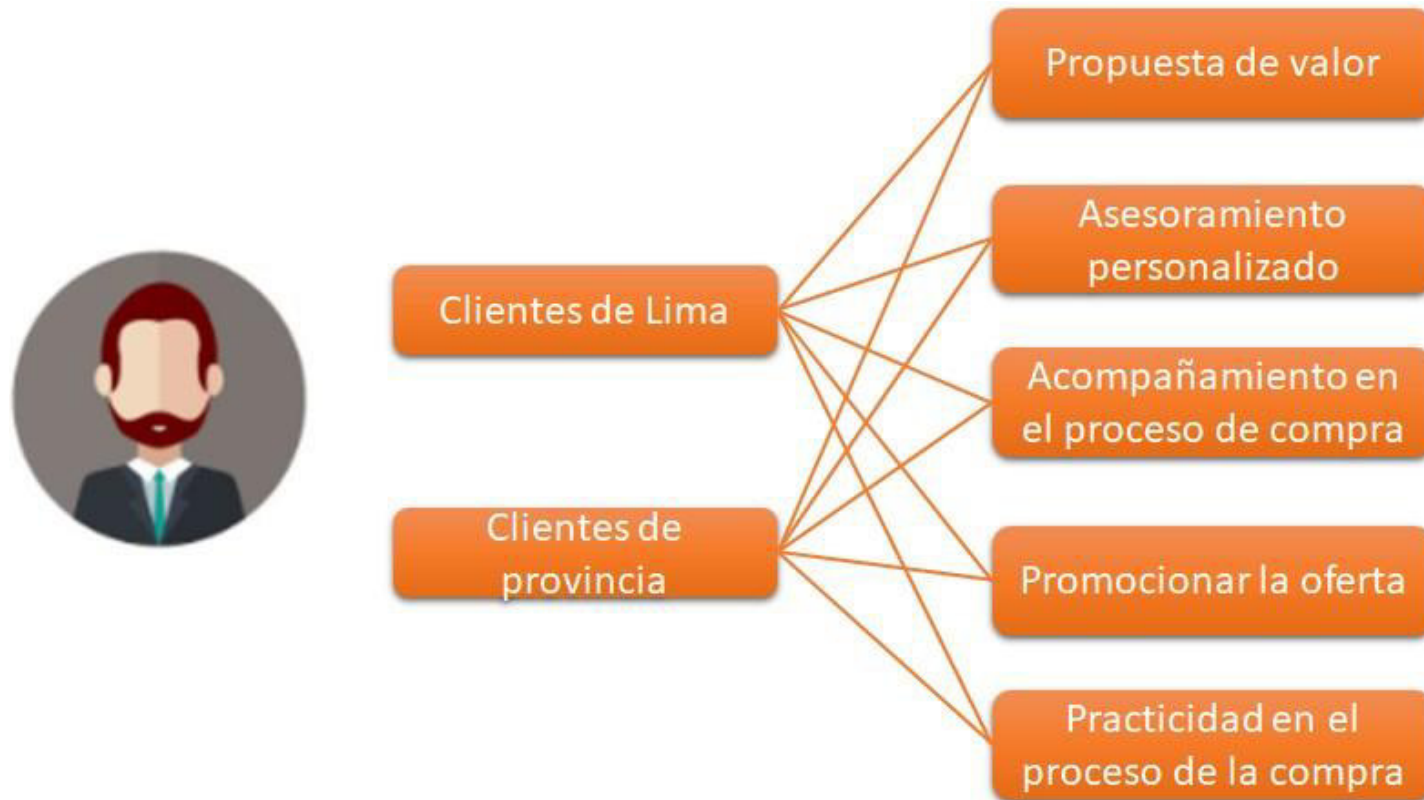 Propuesta de valor
Asesoramiento
personalizado
Clientes de Lima
Acompañamiento en
el proceso de compra
Clientes de
provincia
Promocionar la oferta
Practicidad en el
proceso de la compra